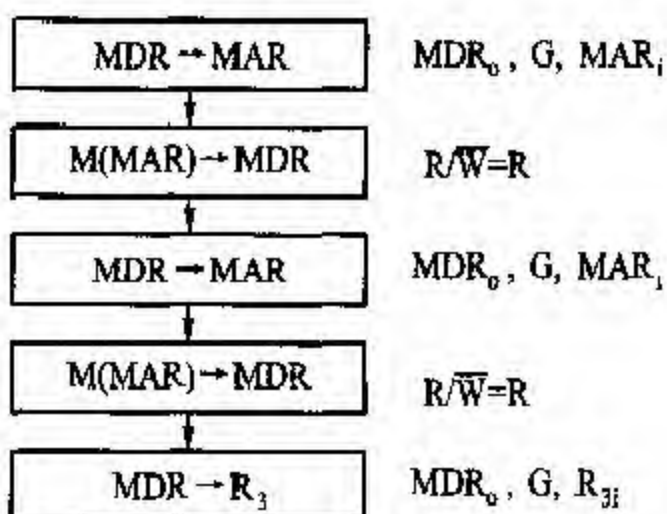 MDR → MAR MDR₀, G, MARᵢ
M(MAR) → MDR R/W̅=R
MDR → MAR MDR₀, G, MARᵢ
M(MAR) → MDR R/W̅=R
MDR → R₃ MDR₀, G, R₃ᵢ